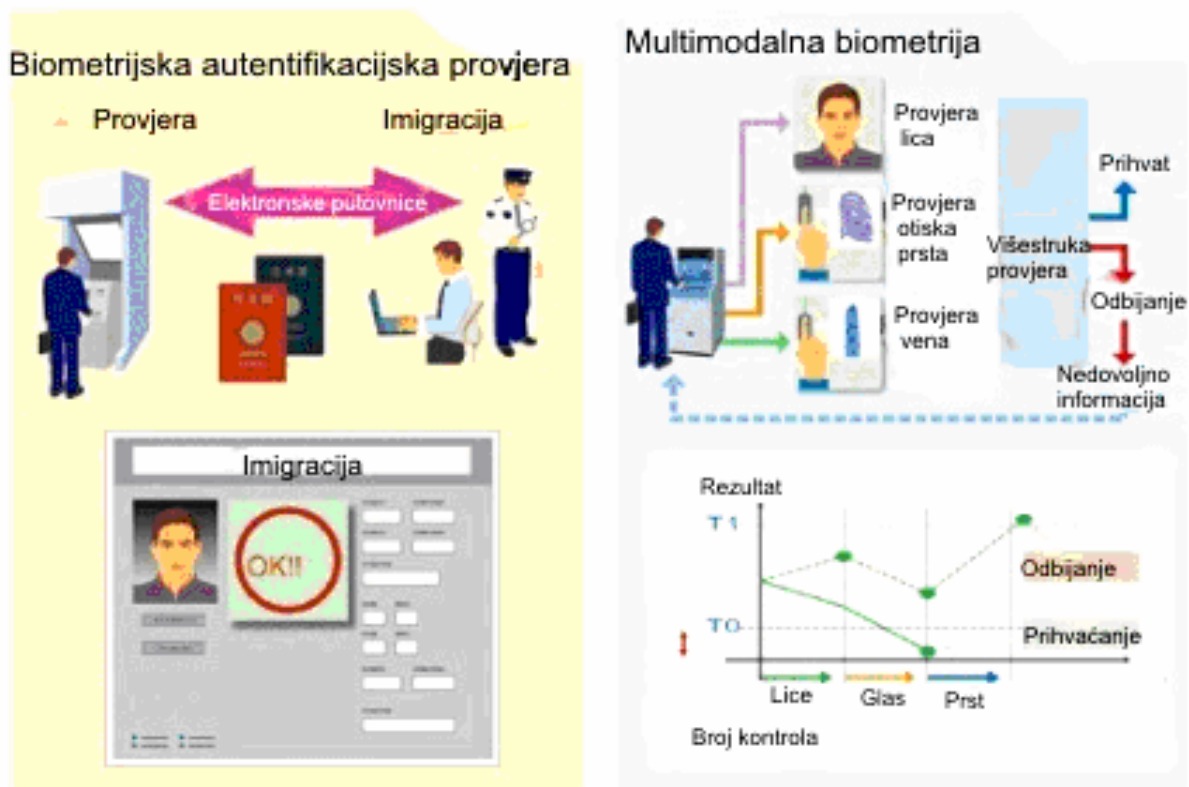 Biometrijska autentifikacijska provjera
Provjera
Imigracija
Elektronske putovnice
Imigracija
OK!!
Multimodalna biometrija
Provjera
lica
Provjera
otiska
prsta
Provjera
vena
Višestruka
provjera
Prihvat
Odbijanje
Nedovoljno
informacija
Rezultat
T1
T0
Odbijanje
Prihvaćanje
Lice
Glas
Prst
Broj kontrola